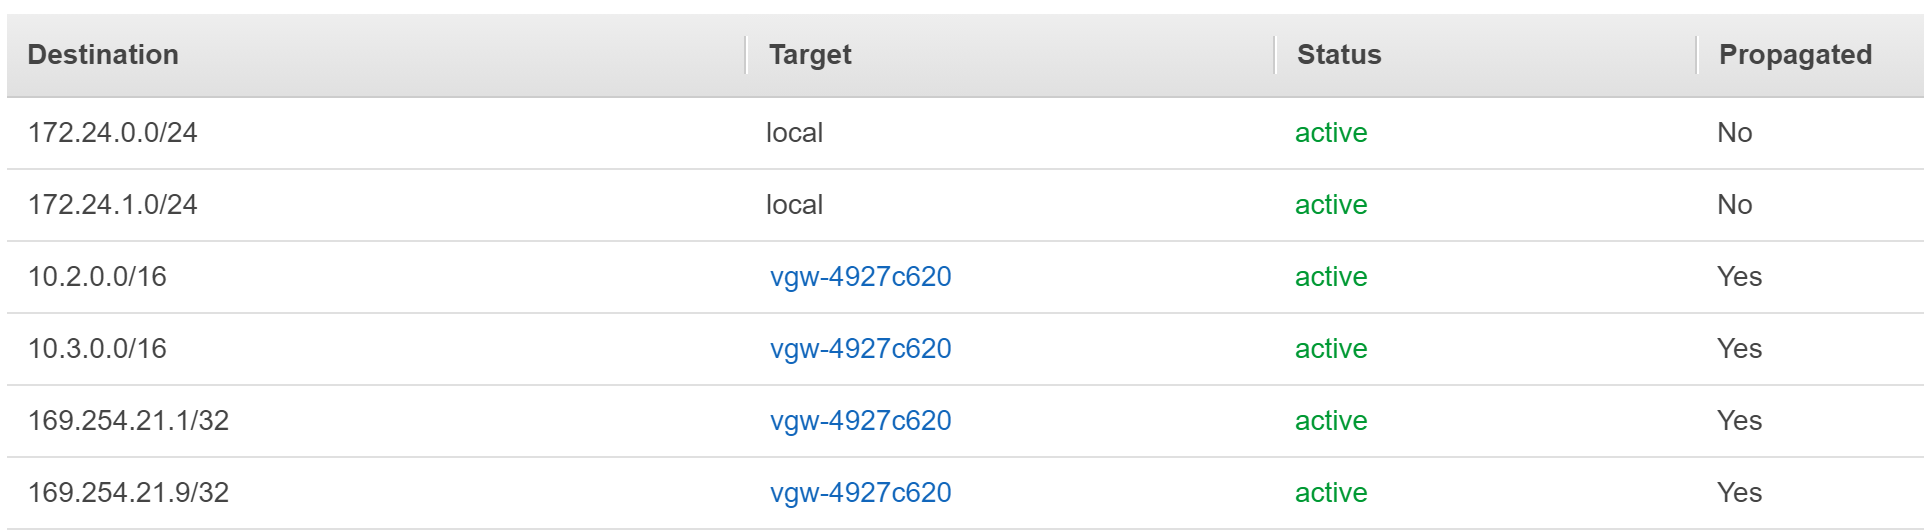 Destination Target Status Propagated
172.24.0.0/24 local active No
172.24.1.0/24 local active No
10.2.0.0/16 vgw-4927c620 active Yes
10.3.0.0/16 vgw-4927c620 active Yes
169.254.21.1/32 vgw-4927c620 active Yes
169.254.21.9/32 vgw-4927c620 active Yes